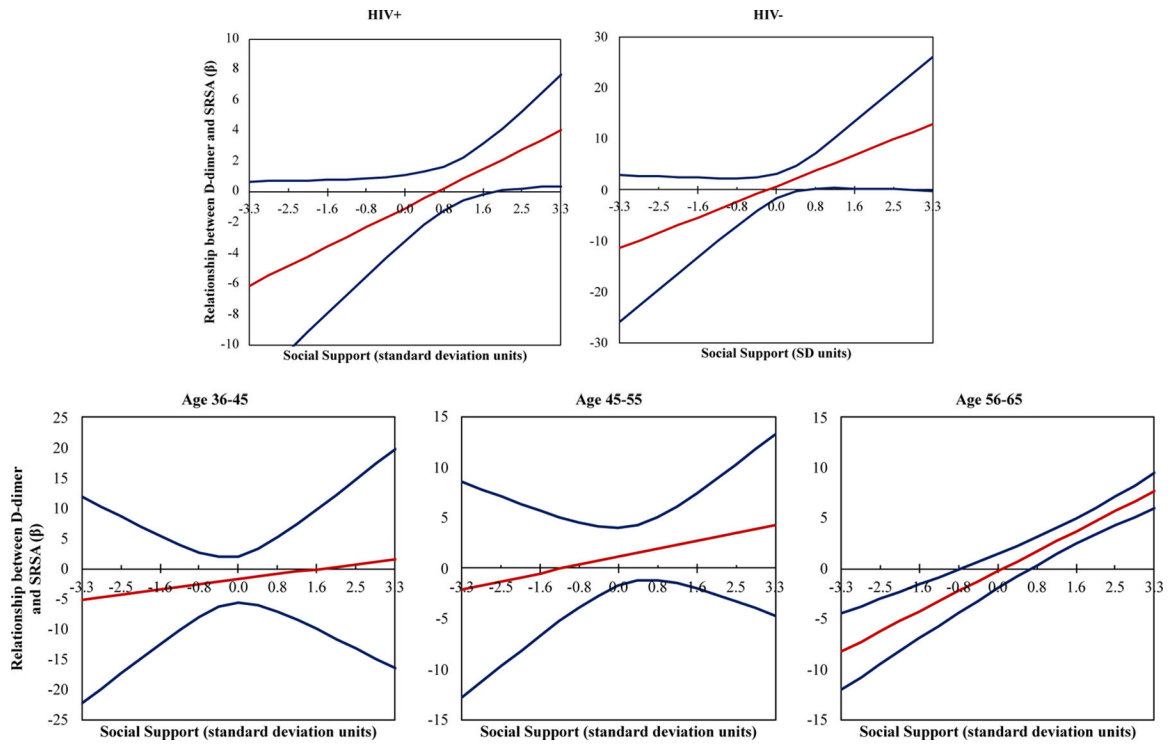 HIV+
HIV-
Relationship between D-dimer and SRSA (β)
10
8
6
4
2
0
-2
-4
-6
-8
-10
-3.3 -2.5 -1.6 -0.8 0.0 0.8 1.6 2.5 3.3
Social Support (standard deviation units)
30
20
10
0
-10
-20
-30
-3.3 -2.5 -1.6 -0.8 0.0 0.8 1.6 2.5 3.3
Social Support (SD units)
Age 36-45
Age 45-55
Age 56-65
Relationship between D-dimer
and SRSA (β)
25
20
15
10
5
0
-5
-10
-15
-20
-25
-3.3 -2.5 -1.6 -0.8 0.0 0.8 1.6 2.5 3.3
Social Support (standard deviation units)
15
10
5
0
-5
-10
-15
-3.3 -2.5 -1.6 -0.8 0.0 0.8 1.6 2.5 3.3
Social Support (standard deviation units)
15
10
5
0
-5
-10
-15
-3.3 -2.5 -1.6 -0.8 0.0 0.8 1.6 2.5 3.3
Social Support (standard deviation units)